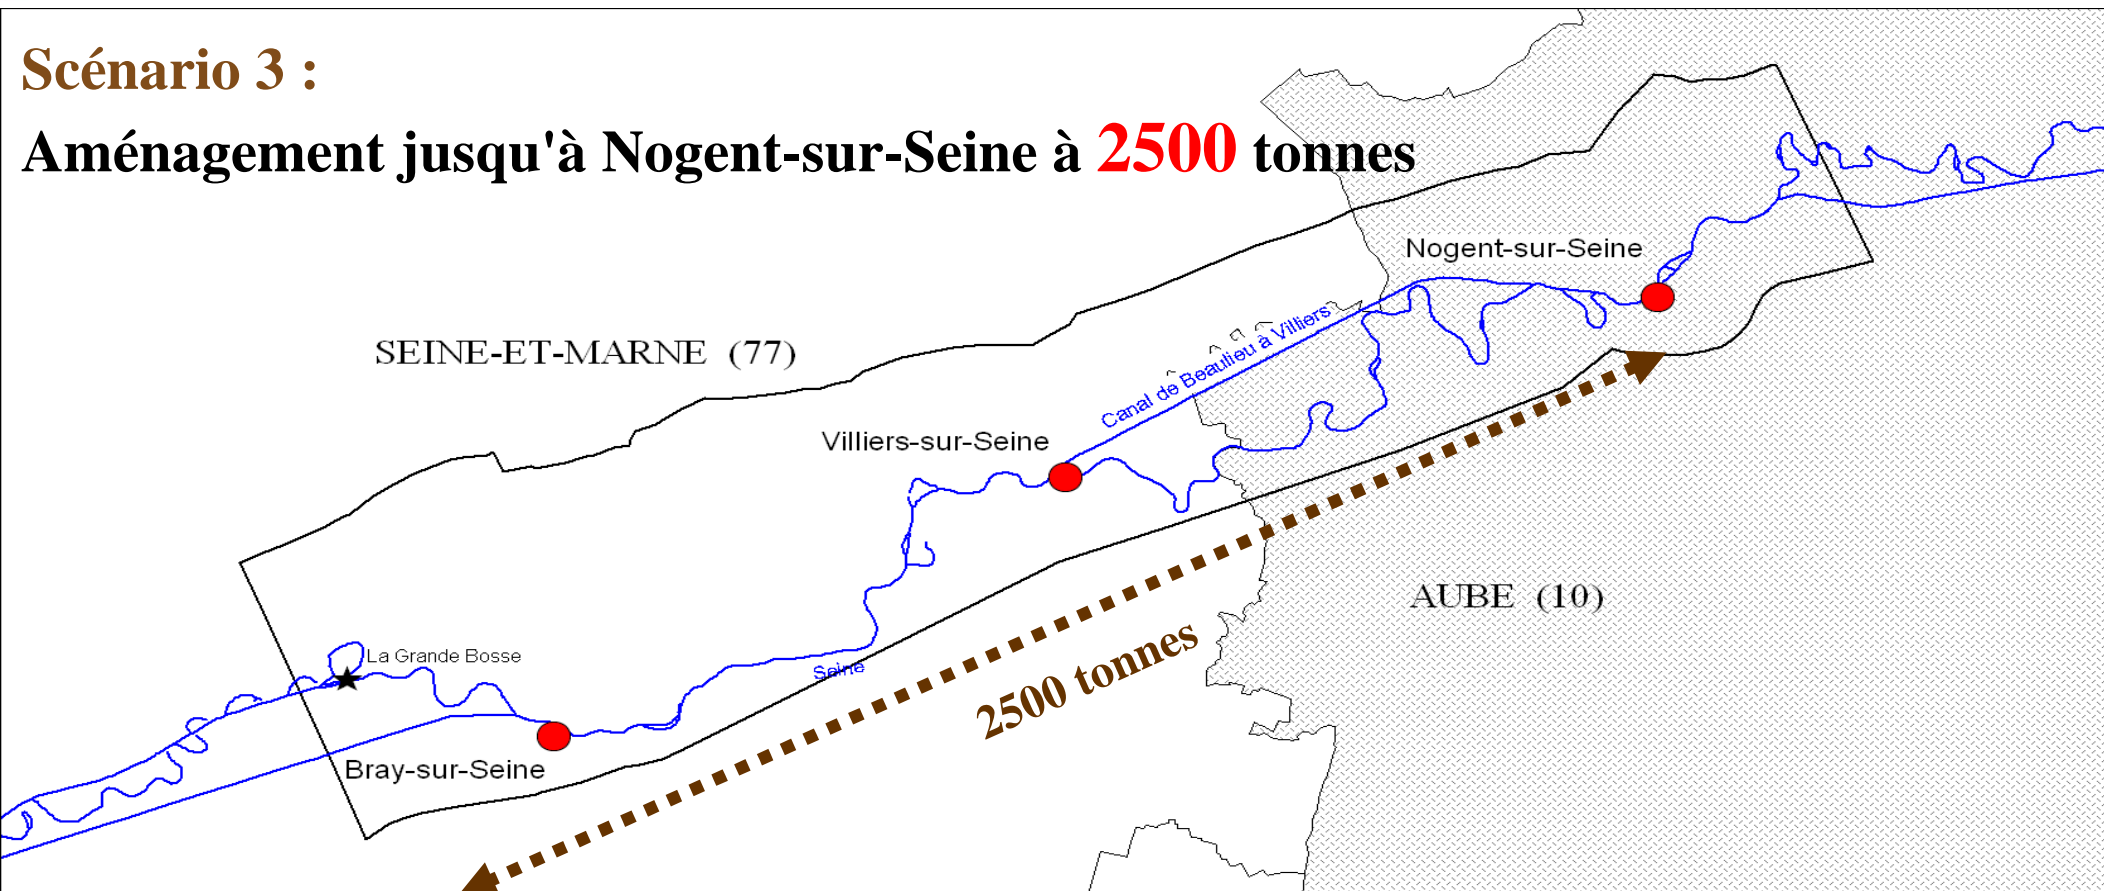 Scénario 3 :
Aménagement jusqu'à Nogent-sur-Seine à 2500 tonnes
Nogent-sur-Seine
SEINE-ET-MARNE (77)
Canal de Beaulieu à Villiers
Villiers-sur-Seine
AUBE (10)
La Grande Bosse
Seine
2500 tonnes
Bray-sur-Seine